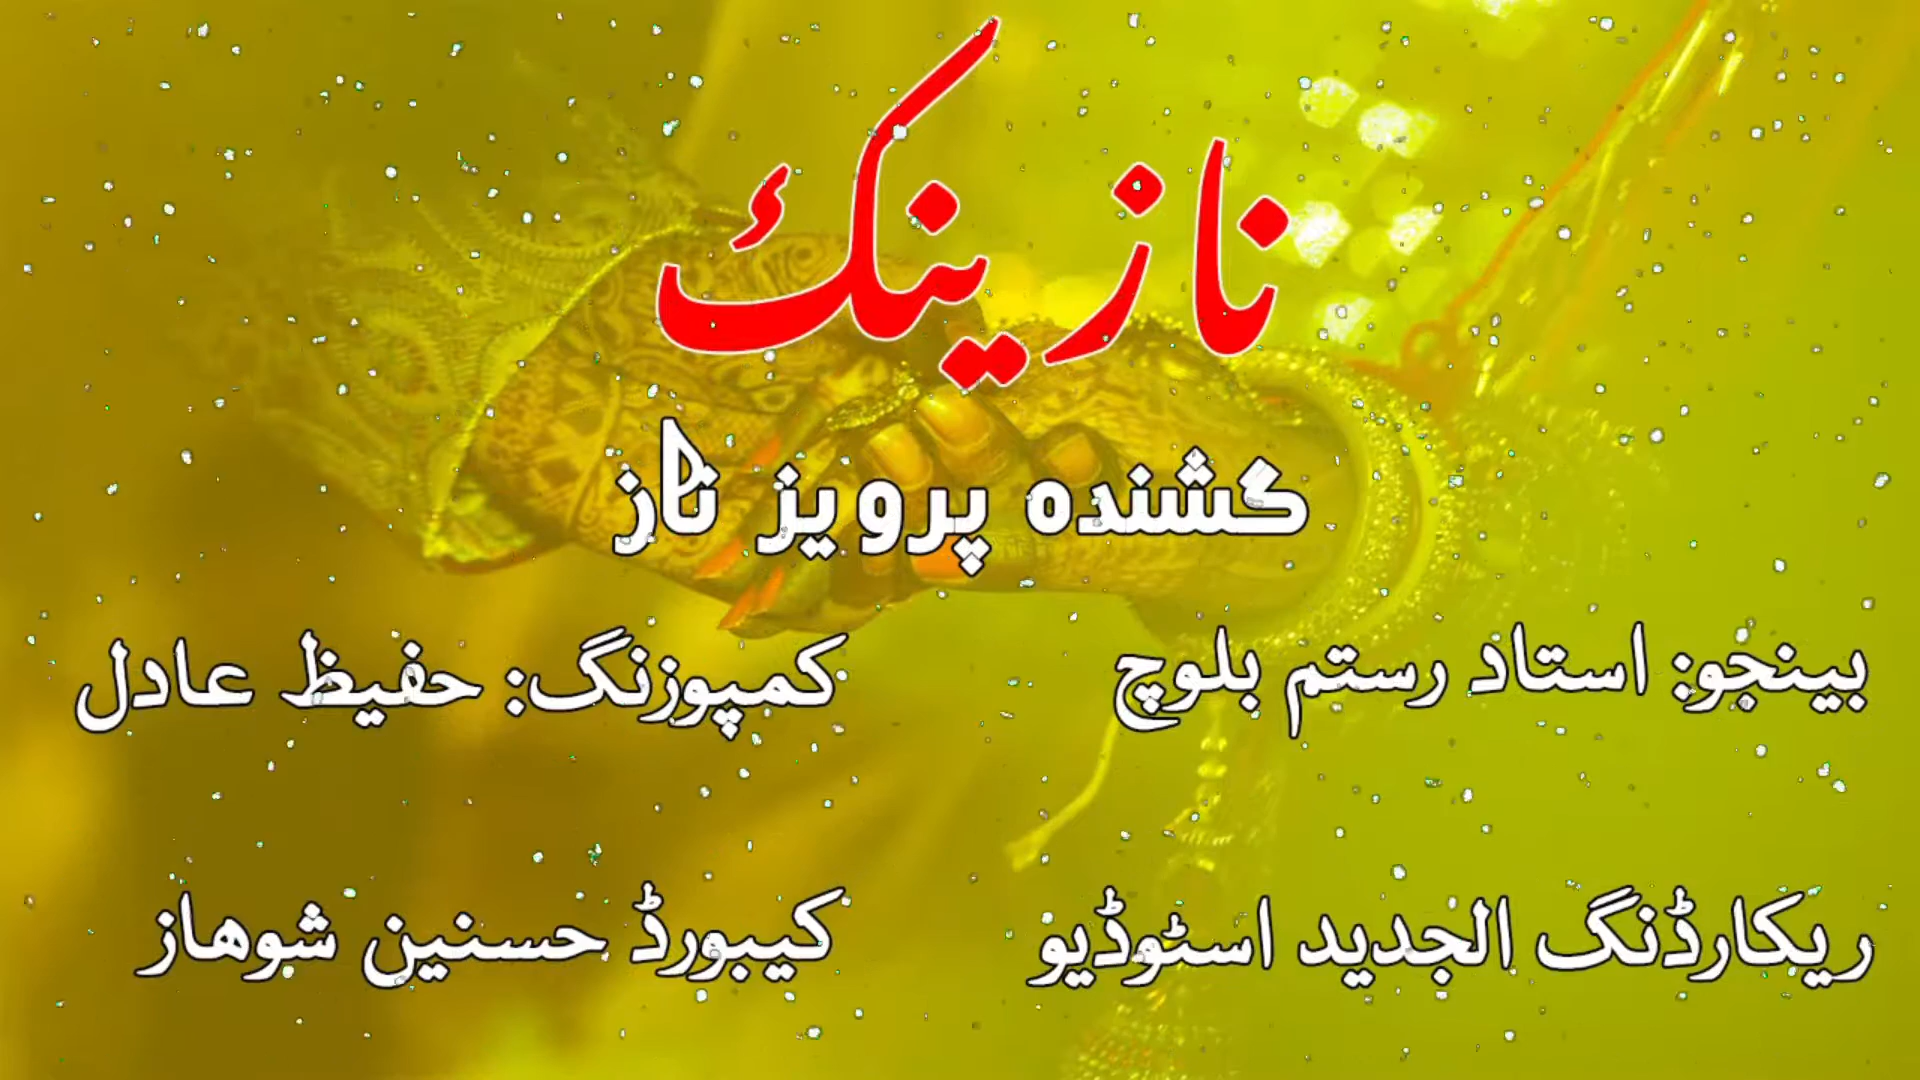 نازینک
گشندہ پرویز ناز
بینجو: استاد رستم بلوچ
کمپوزنگ: حفیظ عادل
ریکارڈنگ الجدید اسٹوڈیو
کیبورڈ حسنین شوھاز